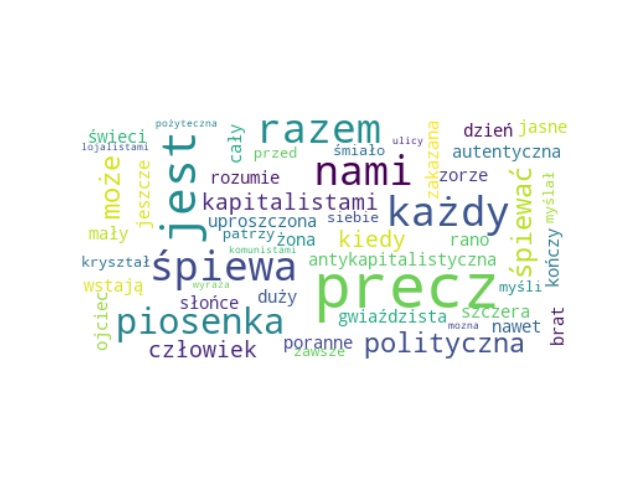 pożyteczna
świeci
lojalistami
cały
razem
przed
śmiało
ulicy
zakazana
dzień
jasne
autentyczna
może
jeszcze
jest
rozumie
nami
zorze
kapitalistami
każdy
śpiewać
myślał
uproszczona
siebie
mały
patrzy
żona
kiedy
rano
kończy
komunistami
kryształ
śpiewa
antykapitalistyczna
wstają
wyraża
precz
myśli
ojciec
słońce
duży
piosenka
gwiaździsta
szczera
mozna
nawet
brat
człowiek
poranne
zawsze
polityczna